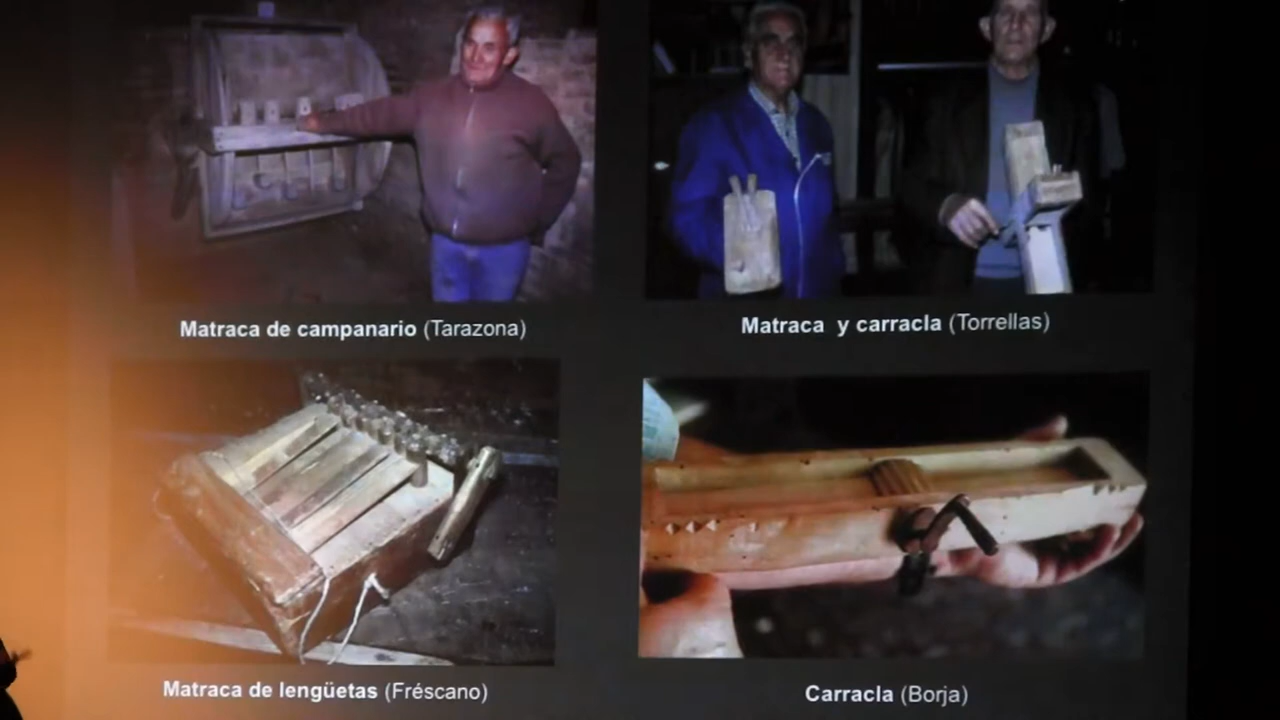 Matraca de campanario (Tarazona)
Matraca y carracla (Torrellas)
Matraca de lengüetas (Fréscano)
Carracla (Borja)